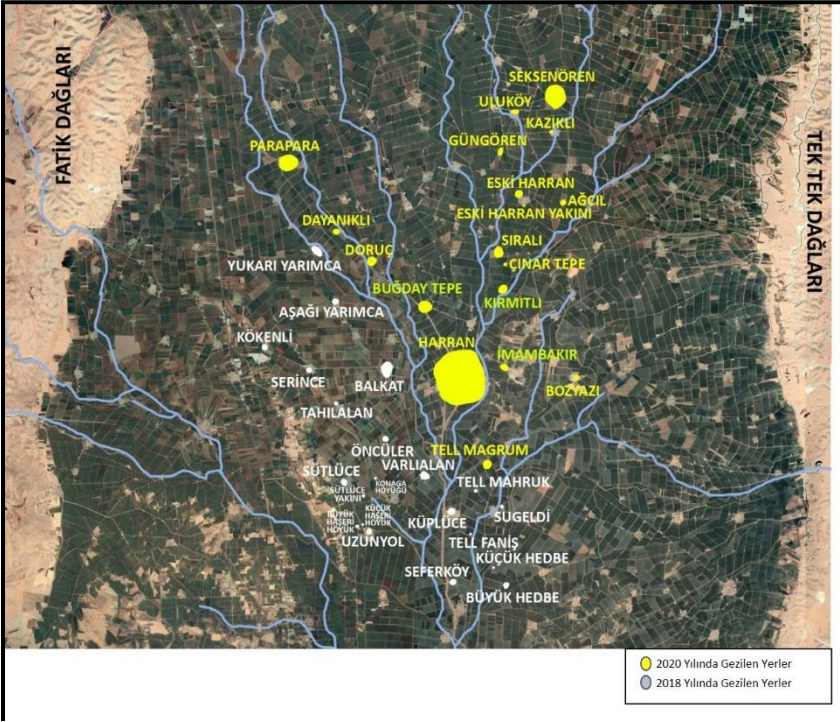 FATİK DAĞLARI
TEK TEK DAĞLARI
SEKSENÖREN
ULUKÖY
KAZIKLI
GÜNGÖREN
PARAPARA
ESKİ HARRAN
AĞCIL
ESKİ HARRAN YAKINI
DAYANIKLI
DORUÇ
SIRALI
ÇINAR TEPE
YUKARI YARIMCA
BUĞDAY TEPE
KIRMITLI
AŞAĞI YARIMCA
KÖKENLİ
HARRAN
İMAMBAKIR
SERİNCE
BALKAT
BOZYAZI
TAHILALAN
ÖNCÜLER
TELL MAGRUM
VARLIALAN
SÜTLÜCE
TELL MAHRUK
SÜTLÜCE
YAKINI
KONAGA
HÖYÜĞÜ
BÜYÜK
HAŞERİ
HÖYÜK
KÜÇÜK
HAŞERİ
HÖYÜK
KÜPLÜCE
SUGELDİ
UZUNYOL
TELL FANİŞ
KÜÇÜK HEDBE
SEFERKÖY
BÜYÜK HEDBE
2020 Yılında Gezilen Yerler
2018 Yılında Gezilen Yerler